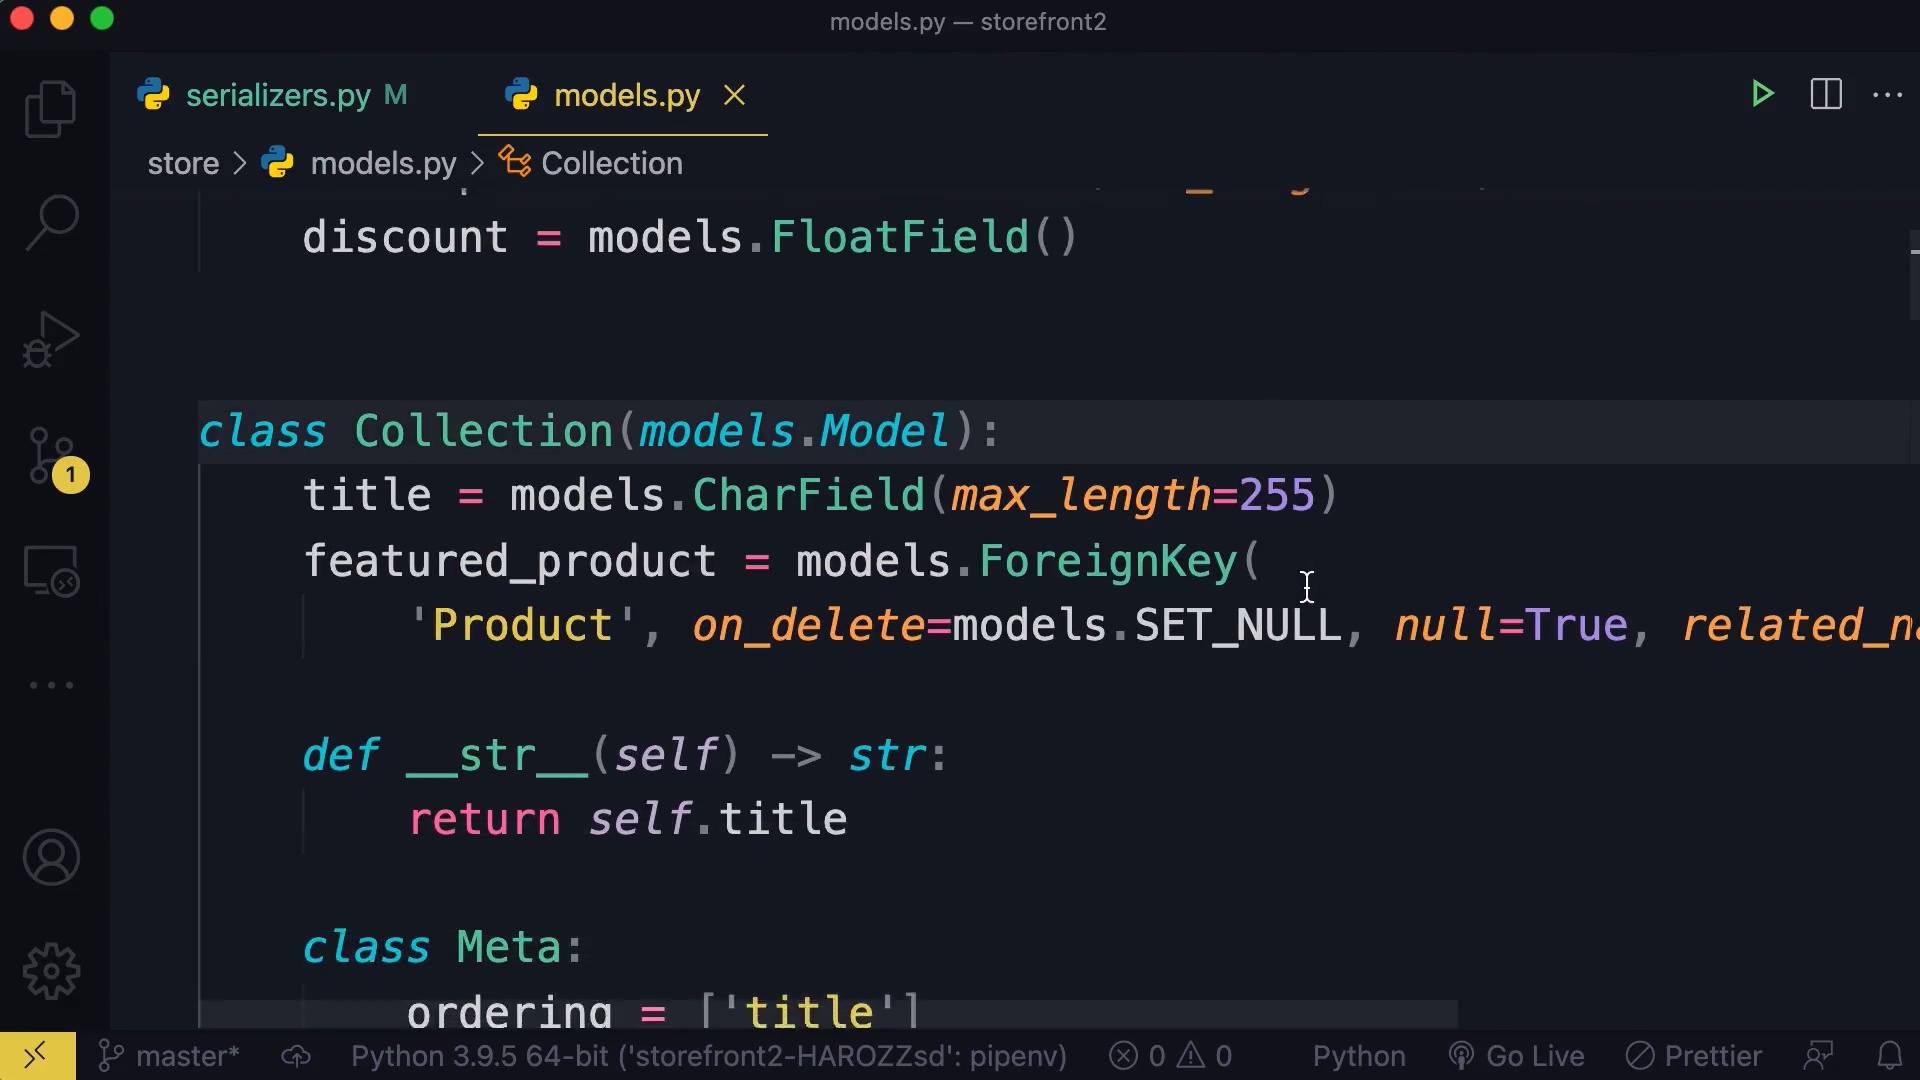 models.py — storefront2
serializers.py M models.py
store > models.py > Collection
discount = models.FloatField()
class Collection(models.Model):
title = models.CharField(max_length=255)
featured_product = models.ForeignKey(
'Product', on_delete=models.SET_NULL, null=True, related_na
def __str__(self) -> str:
return self.title
class Meta:
ordering = ['title']
1
master* Python 3.9.5 64-bit ('storefront2-HAROZZsd': pipenv) 0 0 Python Go Live Prettier